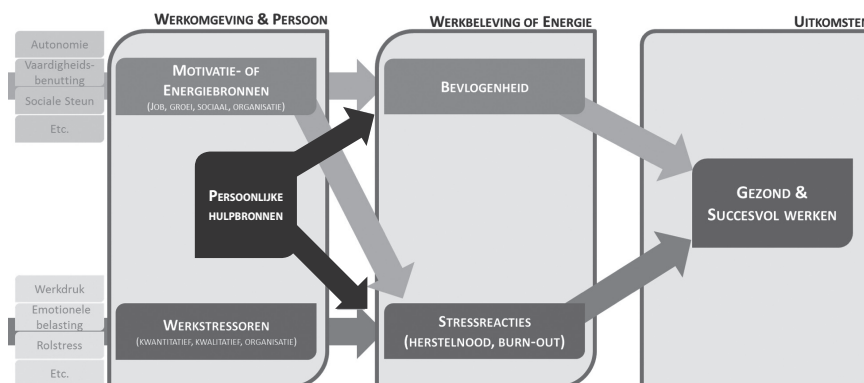 WERKOMGEVING & PERSOON
WERKBELEVING OF ENERGIE
UITKOMSTEN
Autonomie
Vaardigheids-
benutting
Sociale Steun
Etc.
MOTIVATIE- OF
ENERGIEBRONNEN
(JOB, GROEI, SOCIAAL, ORGANISATIE)
BEVLOGENHEID
PERSOONLIJKE
HULPBRONNEN
GEZOND &
SUCCESVOL WERKEN
Werkdruk
Emotionele
belasting
Rolstress
Etc.
WERKSTRESSOREN
(KWANTITATIEF, KWALITATIEF, ORGANISATIE)
STRESSREACTIES
(HERSTELNOOD, BURN-OUT)